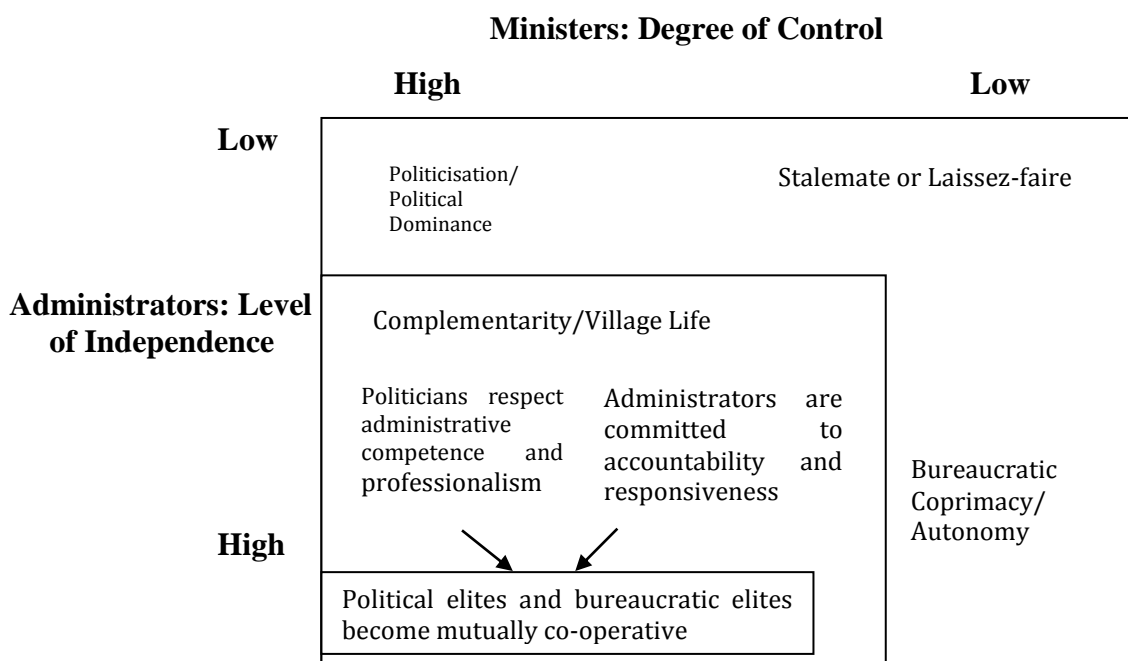 Ministers: Degree of Control
High
Low
Low
Politicisation/
Political
Dominance
Stalemate or Laissez-faire
Administrators: Level
of Independence
Complementarity/Village Life
Politicians respect
administrative
competence and
professionalism
Administrators are
committed to
accountability and
responsiveness
Bureaucratic
Coprimacy/
Autonomy
High
Political elites and bureaucratic elites
become mutually co-operative